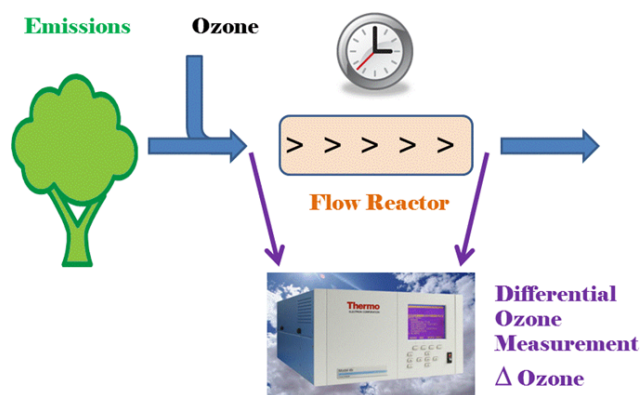 Emissions
Ozone
> > > > >
Flow Reactor
Thermo
Differential
Ozone
Measurement
Δ Ozone